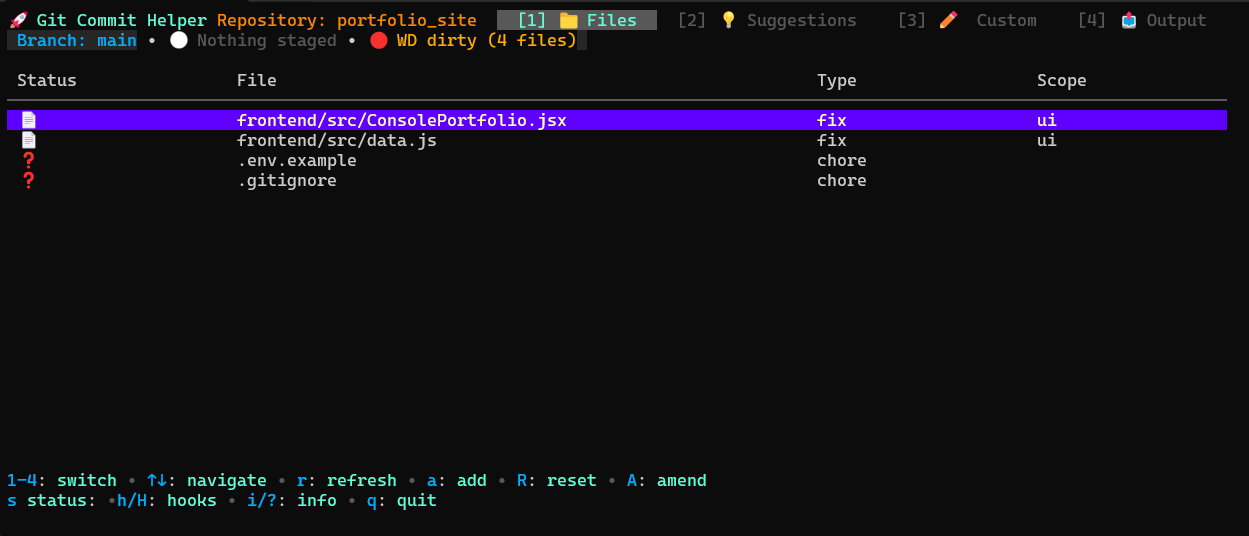 🚀 Git Commit Helper Repository: portfolio_site [1] 📁 Files [2] 💡 Suggestions [3] ✏️ Custom [4] 📤 Output
Branch: main • ⚪ Nothing staged • 🔴 WD dirty (4 files)
Status File Type Scope
📄 frontend/src/ConsolePortfolio.jsx fix ui
📄 frontend/src/data.js fix ui
❓ .env.example chore
❓ .gitignore chore
1-4: switch • ↑↓: navigate • r: refresh • a: add • R: reset • A: amend
s status: •h/H: hooks • i/?: info • q: quit